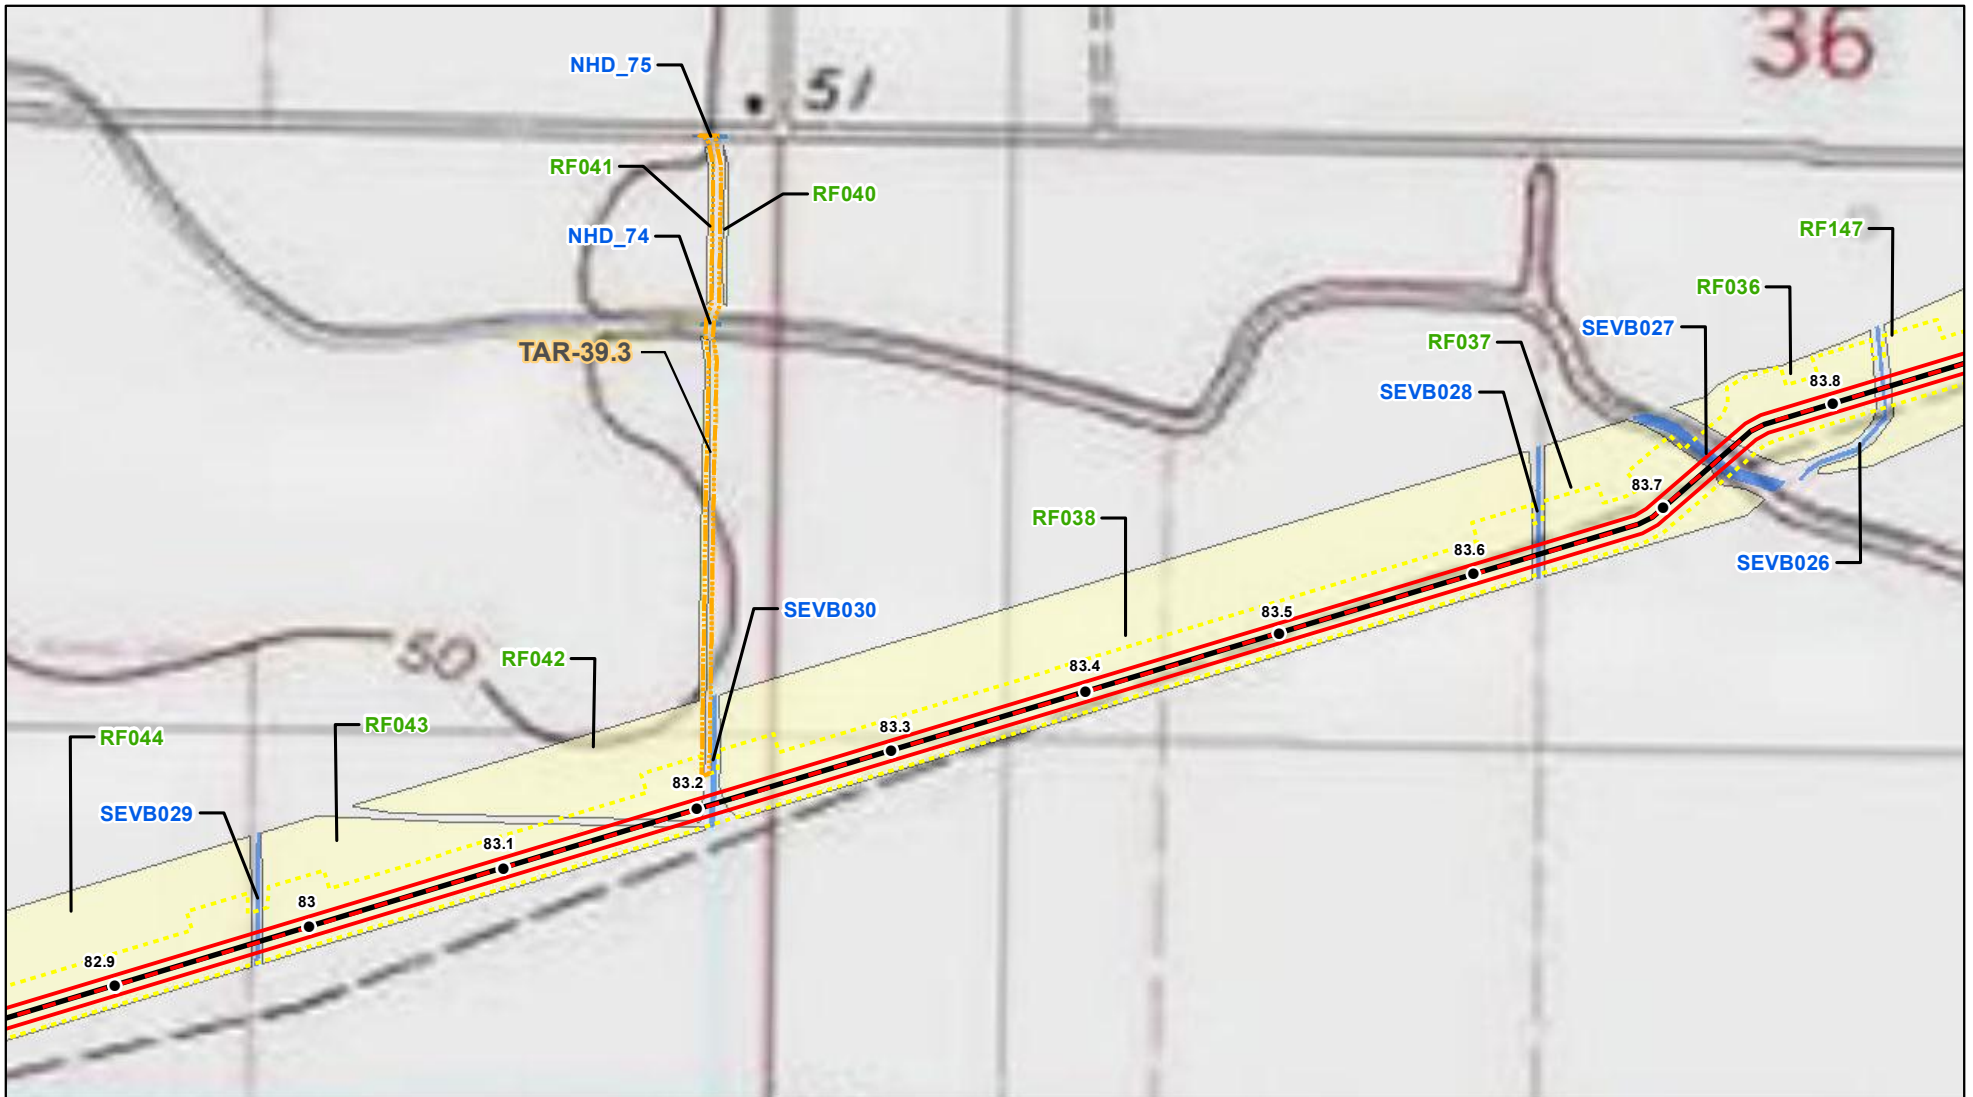 36
NHD_75
51
RF041
RF040
NHD_74
RF147
RF036
SEVB027
RF037
TAR-39.3
83.8
SEVB028
83.7
RF038
83.6
SEVB026
SEVB030
83.5
50
RF042
83.4
RF043
83.3
RF044
83.2
SEVB029
83.1
83
82.9